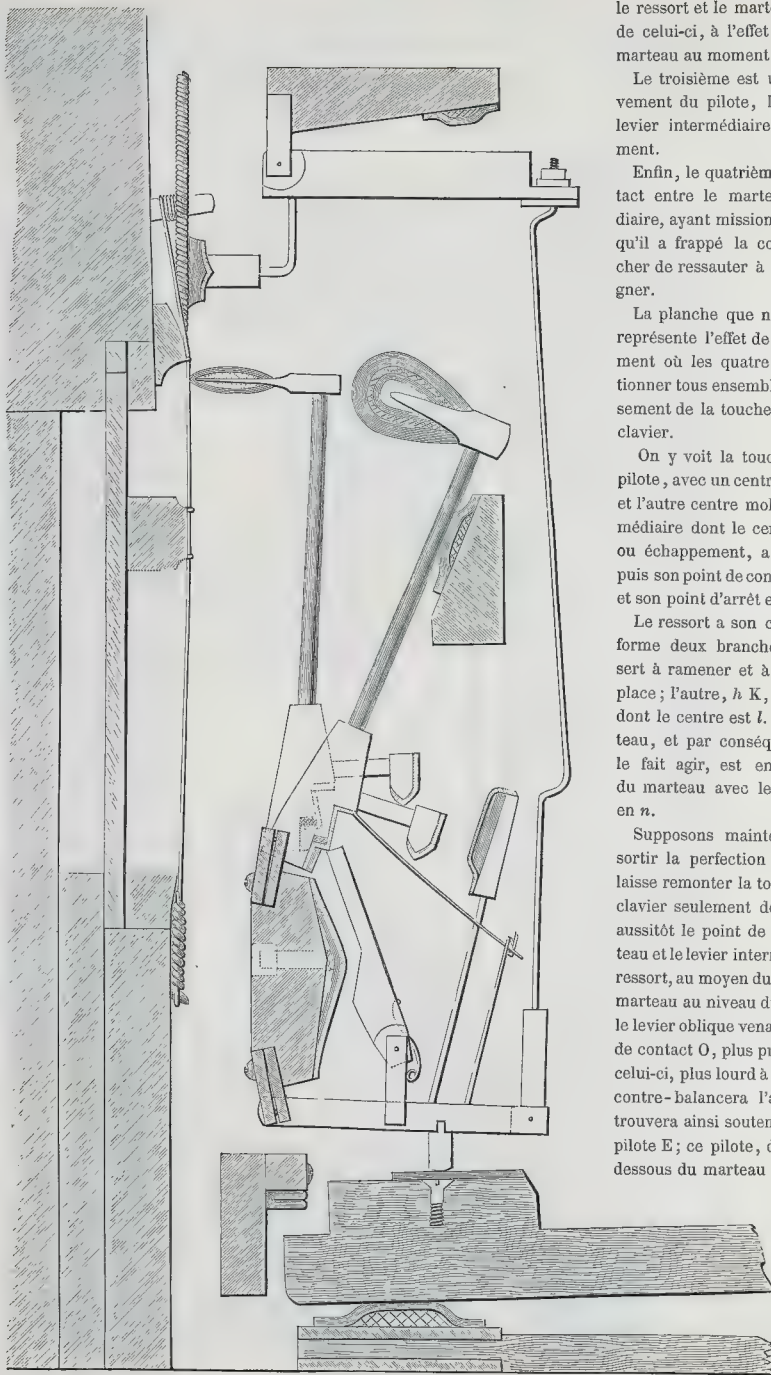 le ressort et le mart
de celui-ci, à l'effet
marteau au moment
Le troisième est
vement du pilote,
levier intermédiaire
ment.
Enfin, le quatrièm
tact entre le marte
diaire, ayant mission
qu'il a frappé la co
cher de ressauter à
gner.
La planche que n
représente l'effet de
ment où les quatre
tionner tous ensembl
sement de la touche
clavier.
On y voit la touc
pilote, avec un centr
et l'autre centre mol
médiaire dont le cen
ou échappement, a
puis son point de con
et son point d'arrêt e
Le ressort a son c
forme deux branche
sert à ramener et à
place; l'autre, h K,
dont le centre est l.
teau, et par conséq
le fait agir, est en
du marteau avec le
en n.
Supposons mainte
sortir la perfection
laisse remonter la to
clavier seulement de
aussitôt le point de
teau et le levier interm
ressort, au moyen du
marteau au niveau d
le levier oblique vena
de contact O, plus pr
celui-ci, plus lourd à
contre-balancera l'a
trouvera ainsi souten
pilote E; ce pilote, d
dessous du marteau